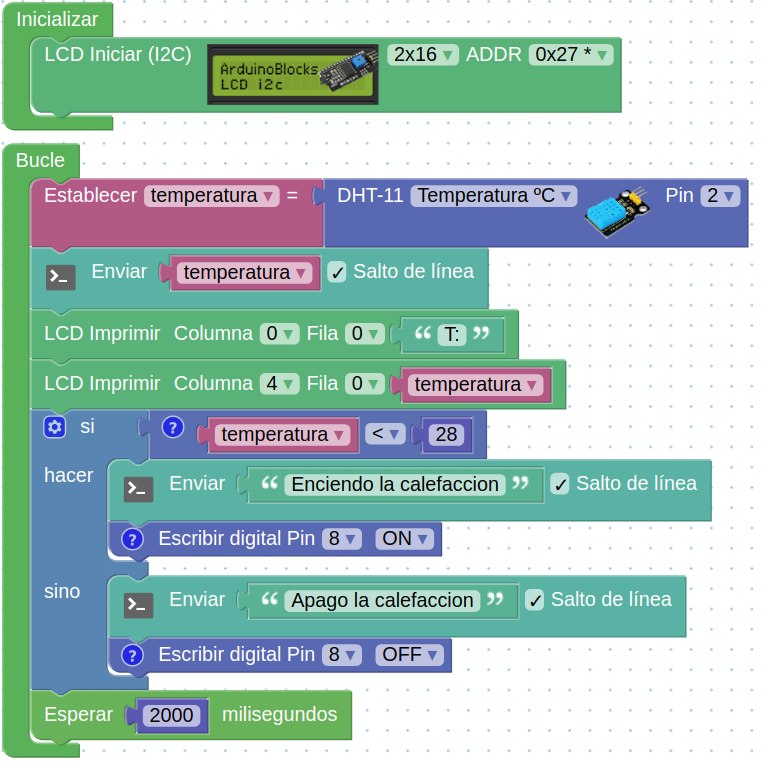 Inicializar
LCD Iniciar (I2C) ArduinoBlocks LCD i2c 2x16 ADDR 0x27 *
Bucle
Establecer temperatura = DHT-11 Temperatura ºC Pin 2
>_ Enviar temperatura ✓ Salto de línea
LCD Imprimir Columna 0 Fila 0 “ T: ”
LCD Imprimir Columna 4 Fila 0 temperatura
si ? temperatura < 28
hacer >_ Enviar “ Enciendo la calefaccion ” ✓ Salto de línea
? Escribir digital Pin 8 ON
sino >_ Enviar “ Apago la calefaccion ” ✓ Salto de línea
? Escribir digital Pin 8 OFF
Esperar 2000 milisegundos